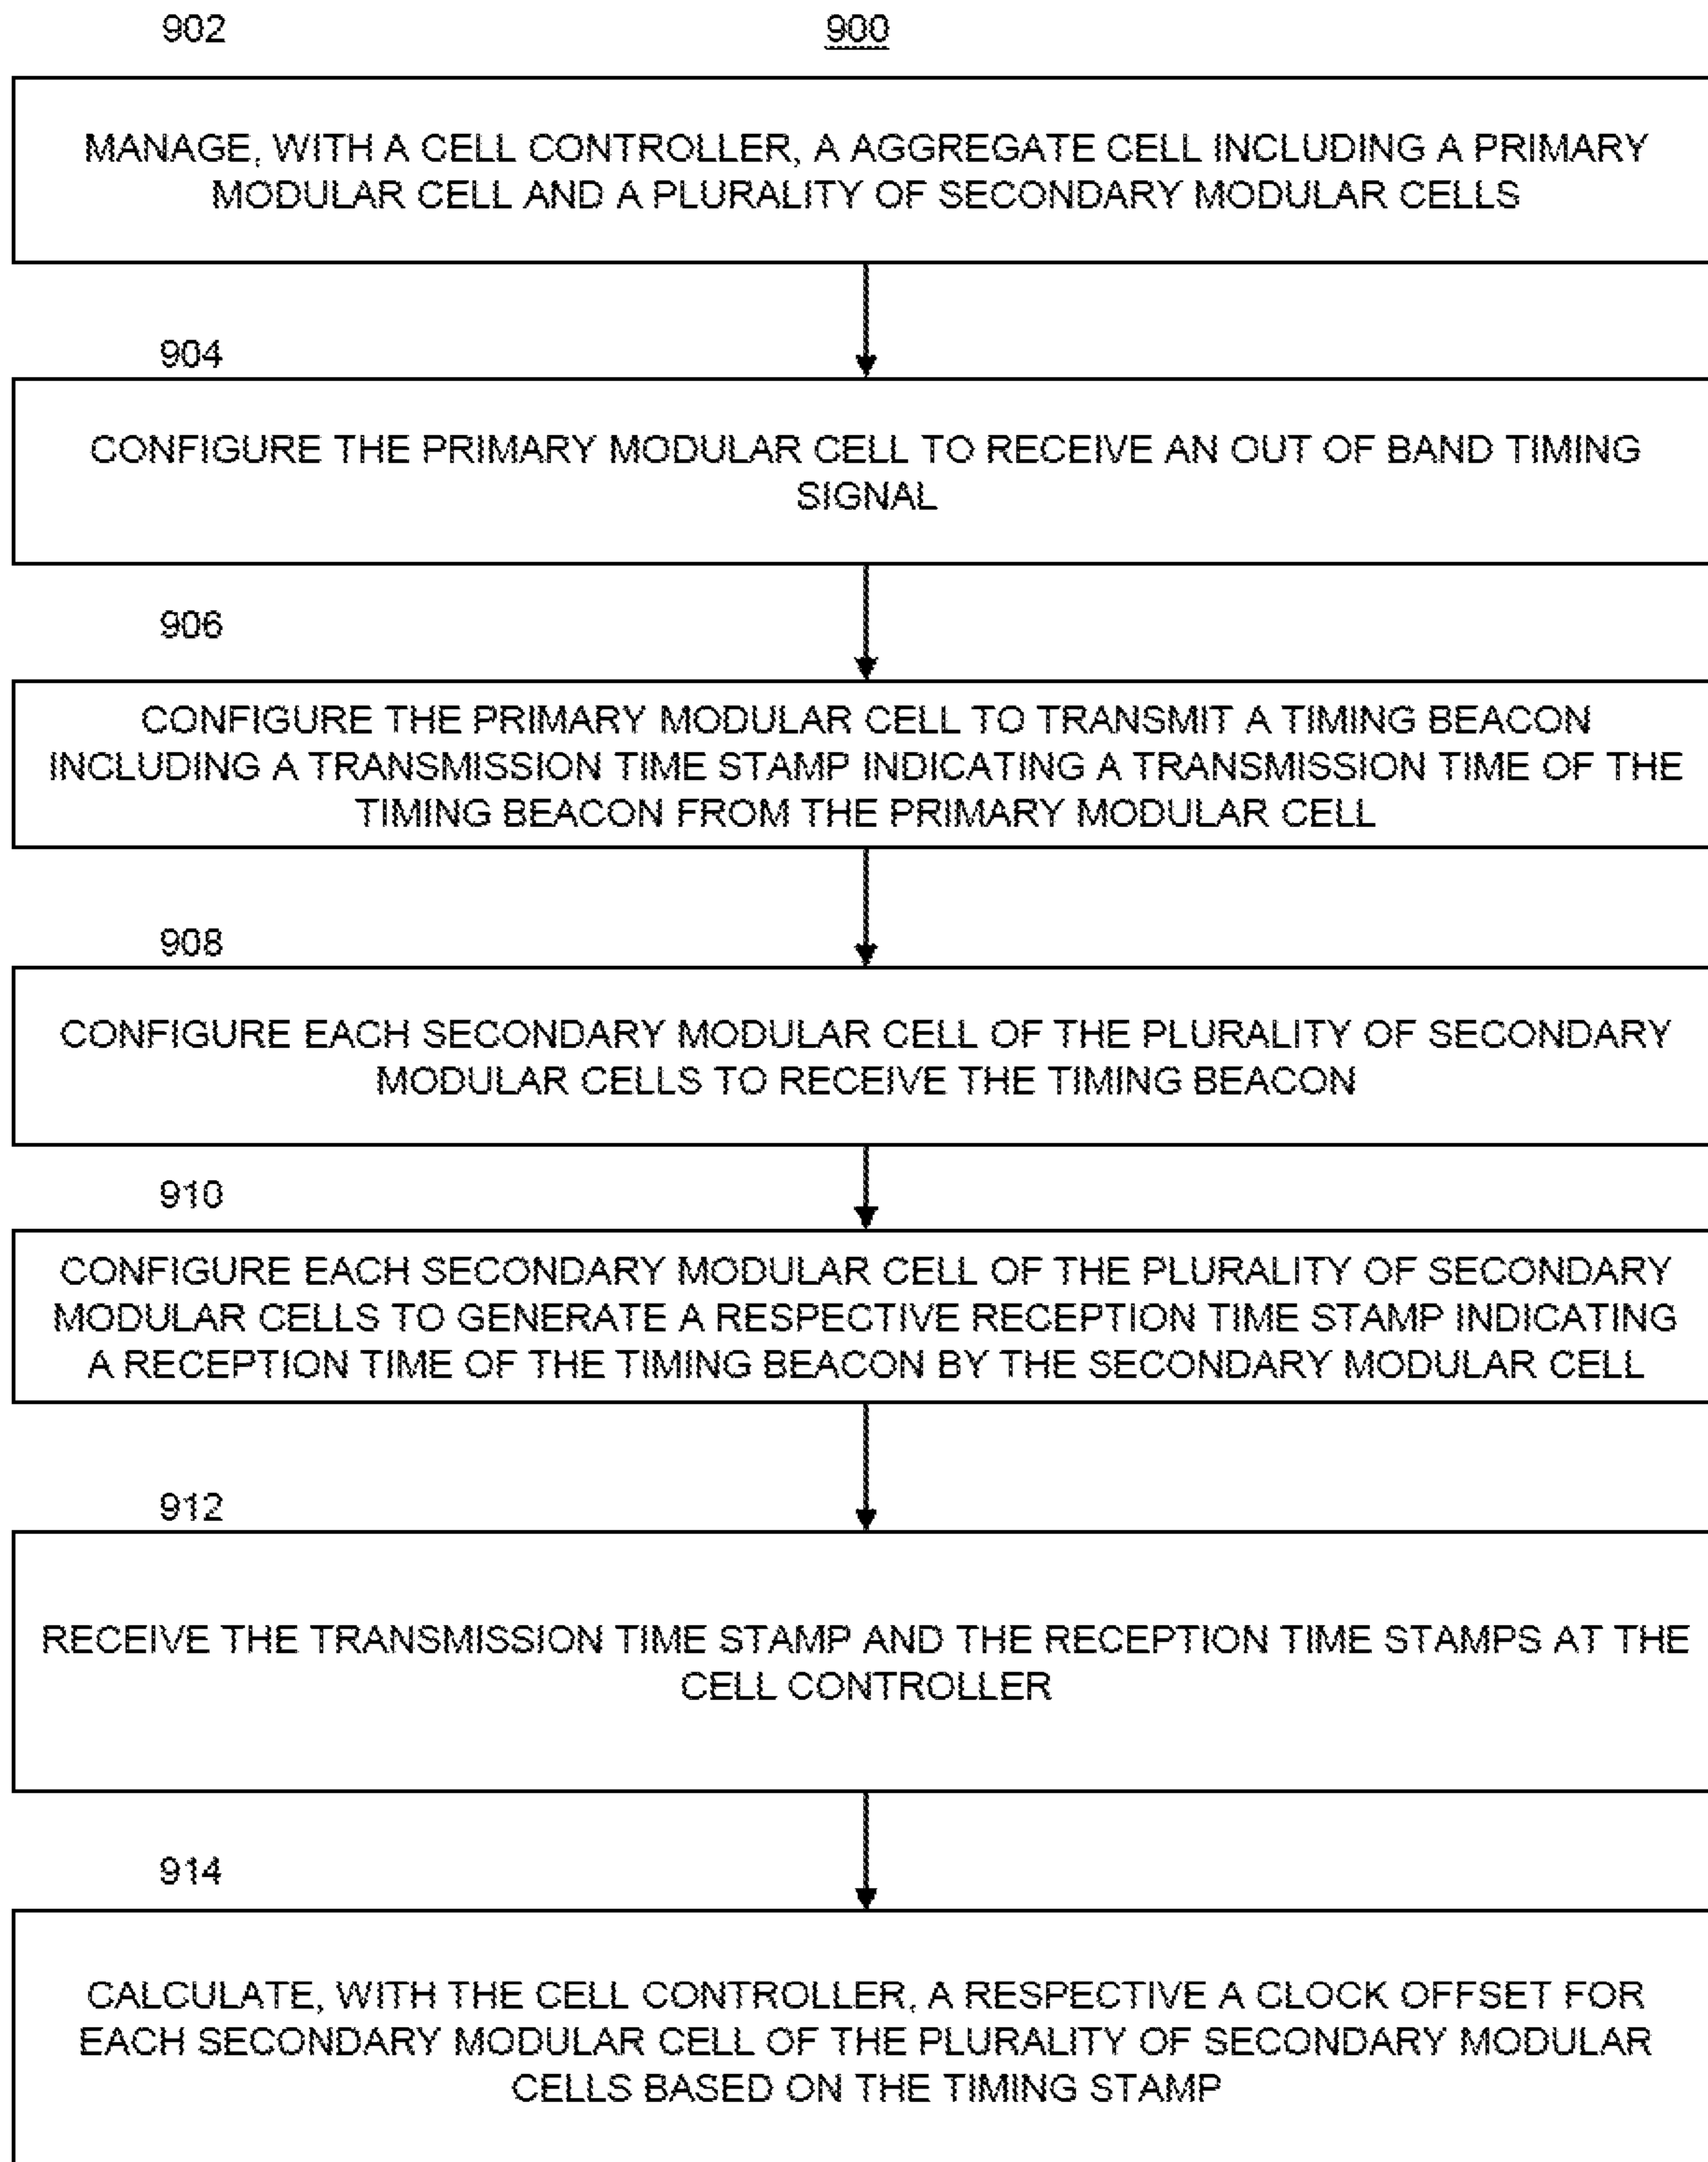 902
900
MANAGE, WITH A CELL CONTROLLER, A AGGREGATE CELL INCLUDING A PRIMARY
MODULAR CELL AND A PLURALITY OF SECONDARY MODULAR CELLS
904
CONFIGURE THE PRIMARY MODULAR CELL TO RECEIVE AN OUT OF BAND TIMING
SIGNAL
906
CONFIGURE THE PRIMARY MODULAR CELL TO TRANSMIT A TIMING BEACON
INCLUDING A TRANSMISSION TIME STAMP INDICATING A TRANSMISSION TIME OF THE
TIMING BEACON FROM THE PRIMARY MODULAR CELL
908
CONFIGURE EACH SECONDARY MODULAR CELL OF THE PLURALITY OF SECONDARY
MODULAR CELLS TO RECEIVE THE TIMING BEACON
910
CONFIGURE EACH SECONDARY MODULAR CELL OF THE PLURALITY OF SECONDARY
MODULAR CELLS TO GENERATE A RESPECTIVE RECEPTION TIME STAMP INDICATING
A RECEPTION TIME OF THE TIMING BEACON BY THE SECONDARY MODULAR CELL
912
RECEIVE THE TRANSMISSION TIME STAMP AND THE RECEPTION TIME STAMPS AT THE
CELL CONTROLLER
914
CALCULATE, WITH THE CELL CONTROLLER, A RESPECTIVE A CLOCK OFFSET FOR
EACH SECONDARY MODULAR CELL OF THE PLURALITY OF SECONDARY MODULAR
CELLS BASED ON THE TIMING STAMP